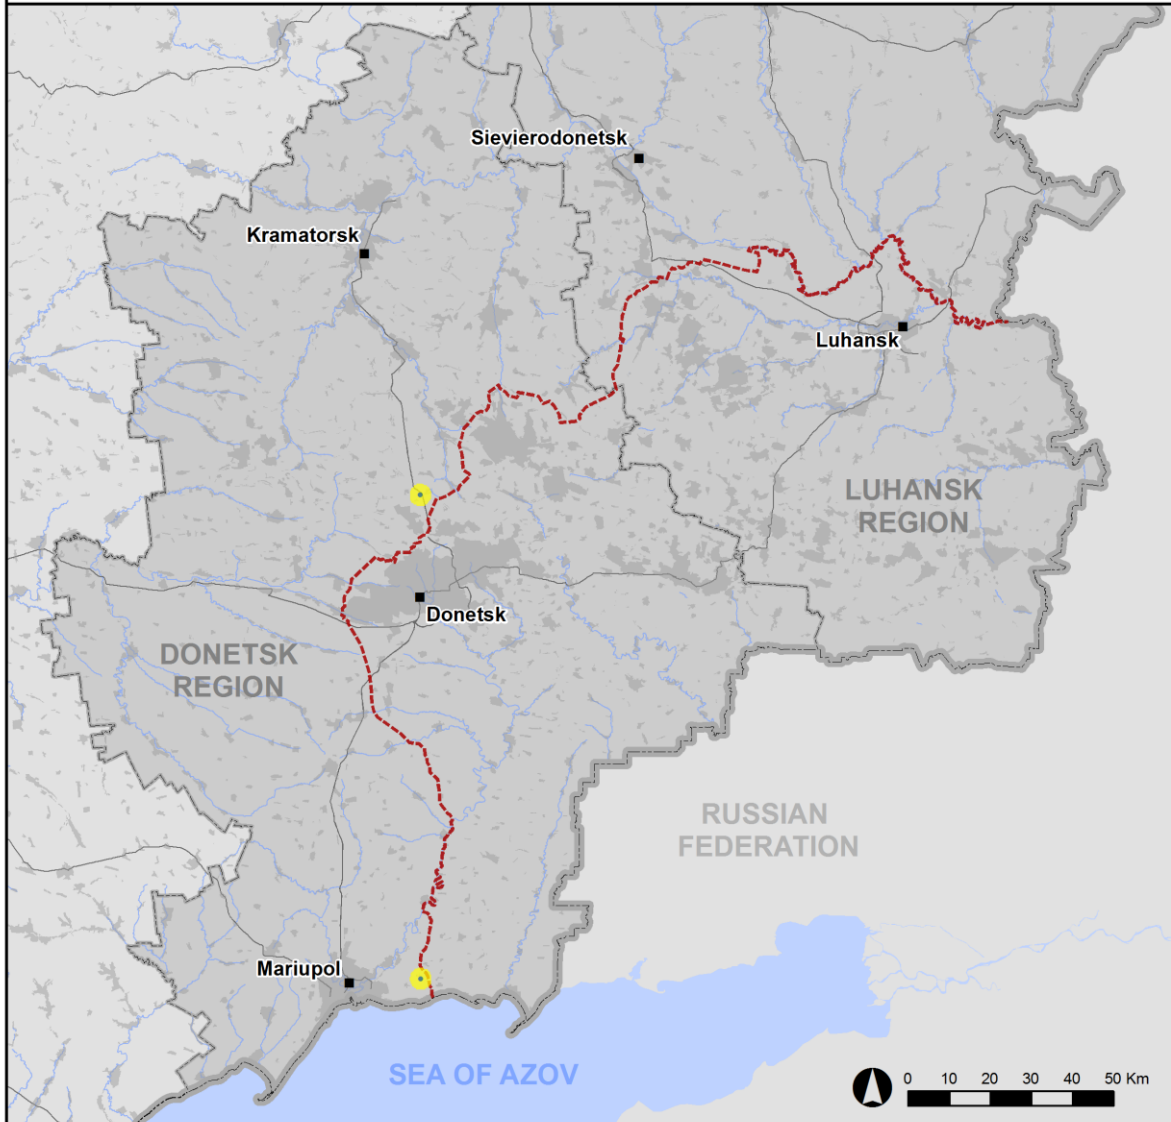 Sievierodonetsk
Kramatorsk
Luhansk
LUHANSK
REGION
Donetsk
DONETSK
REGION
RUSSIAN
FEDERATION
Mariupol
SEA OF AZOV
0 10 20 30 40 50 Km